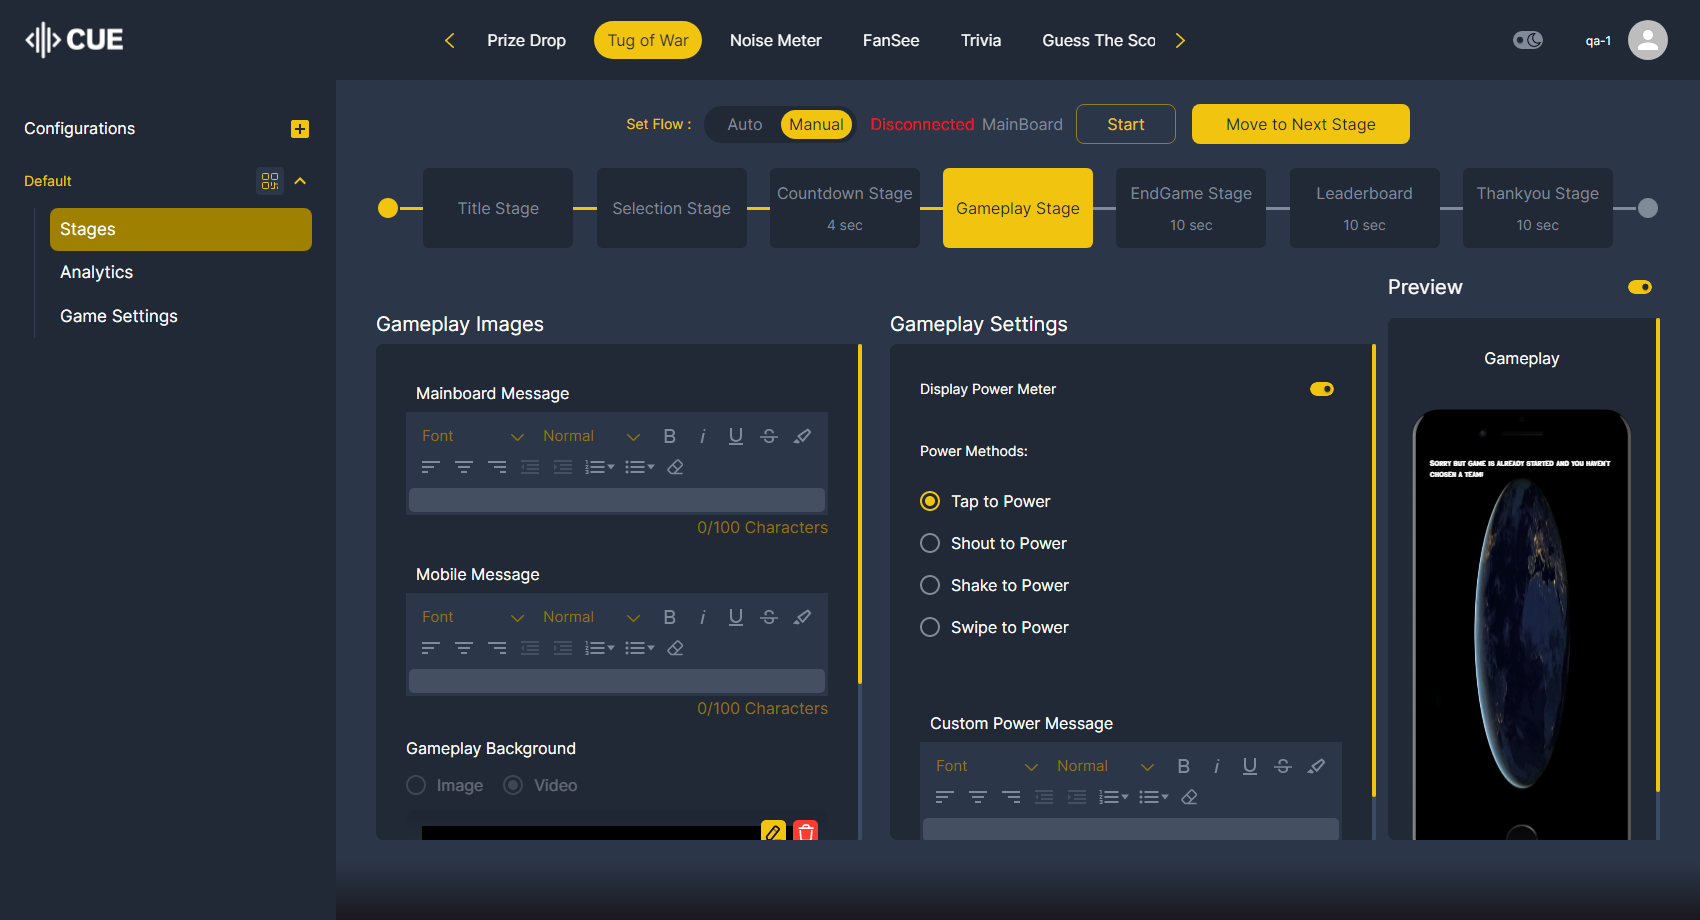 CUE
Prize Drop
Tug of War
Noise Meter
FanSee
Trivia
Guess The Sco
qa-1
Configurations
Default
Stages
Analytics
Game Settings
Set Flow :
Auto
Manual
Disconnected MainBoard
Start
Move to Next Stage
Title Stage
Selection Stage
Countdown Stage
4 sec
Gameplay Stage
EndGame Stage
10 sec
Leaderboard
10 sec
Thankyou Stage
10 sec
Gameplay Images
Mainboard Message
Font
Normal
B i U S
0/100 Characters
Mobile Message
Font
Normal
B i U S
0/100 Characters
Gameplay Background
Image
Video
Gameplay Settings
Display Power Meter
Power Methods:
Tap to Power
Shout to Power
Shake to Power
Swipe to Power
Custom Power Message
Font
Normal
B i U S
Preview
Gameplay
Sorry but game is already started and you haven't
chosen a team!